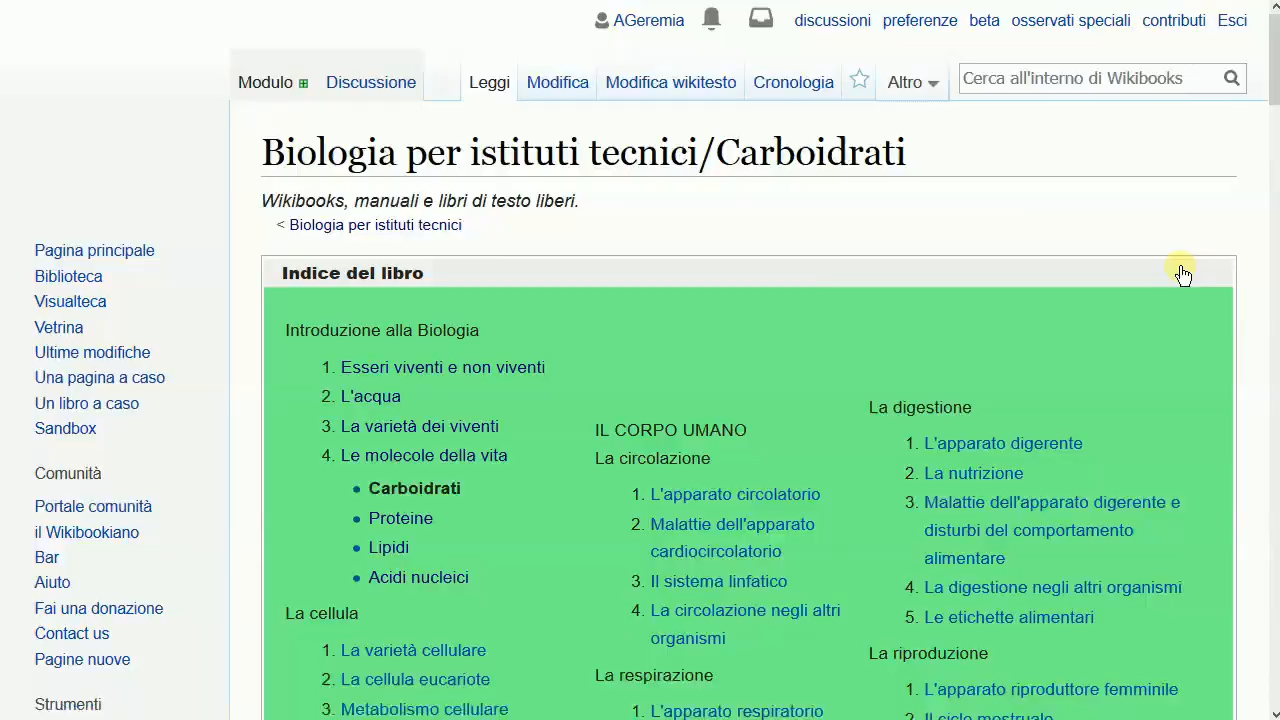 AGeremia discussioni preferenze beta osservati speciali contributi Esci
Modulo Discussione Leggi Modifica Modifica wikitesto Cronologia Altro Cerca all'interno di Wikibooks
Biologia per istituti tecnici/Carboidrati
Wikibooks, manuali e libri di testo liberi.
< Biologia per istituti tecnici
Pagina principale
Biblioteca
Visualteca
Vetrina
Ultime modifiche
Una pagina a caso
Un libro a caso
Sandbox
Comunità
Portale comunità
il Wikibookiano
Bar
Aiuto
Fai una donazione
Contact us
Pagine nuove
Strumenti
Indice del libro
Introduzione alla Biologia
1. Esseri viventi e non viventi
2. L'acqua
3. La varietà dei viventi
4. Le molecole della vita
• Carboidrati
• Proteine
• Lipidi
• Acidi nucleici
La cellula
1. La varietà cellulare
2. La cellula eucariote
3. Metabolismo cellulare
IL CORPO UMANO
La circolazione
1. L'apparato circolatorio
2. Malattie dell'apparato
cardiocircolatorio
3. Il sistema linfatico
4. La circolazione negli altri
organismi
La respirazione
1. L'apparato respiratorio
La digestione
1. L'apparato digerente
2. La nutrizione
3. Malattie dell'apparato digerente e
disturbi del comportamento
alimentare
4. La digestione negli altri organismi
5. Le etichette alimentari
La riproduzione
1. L'apparato riproduttore femminile
2. Il ciclo mestruale